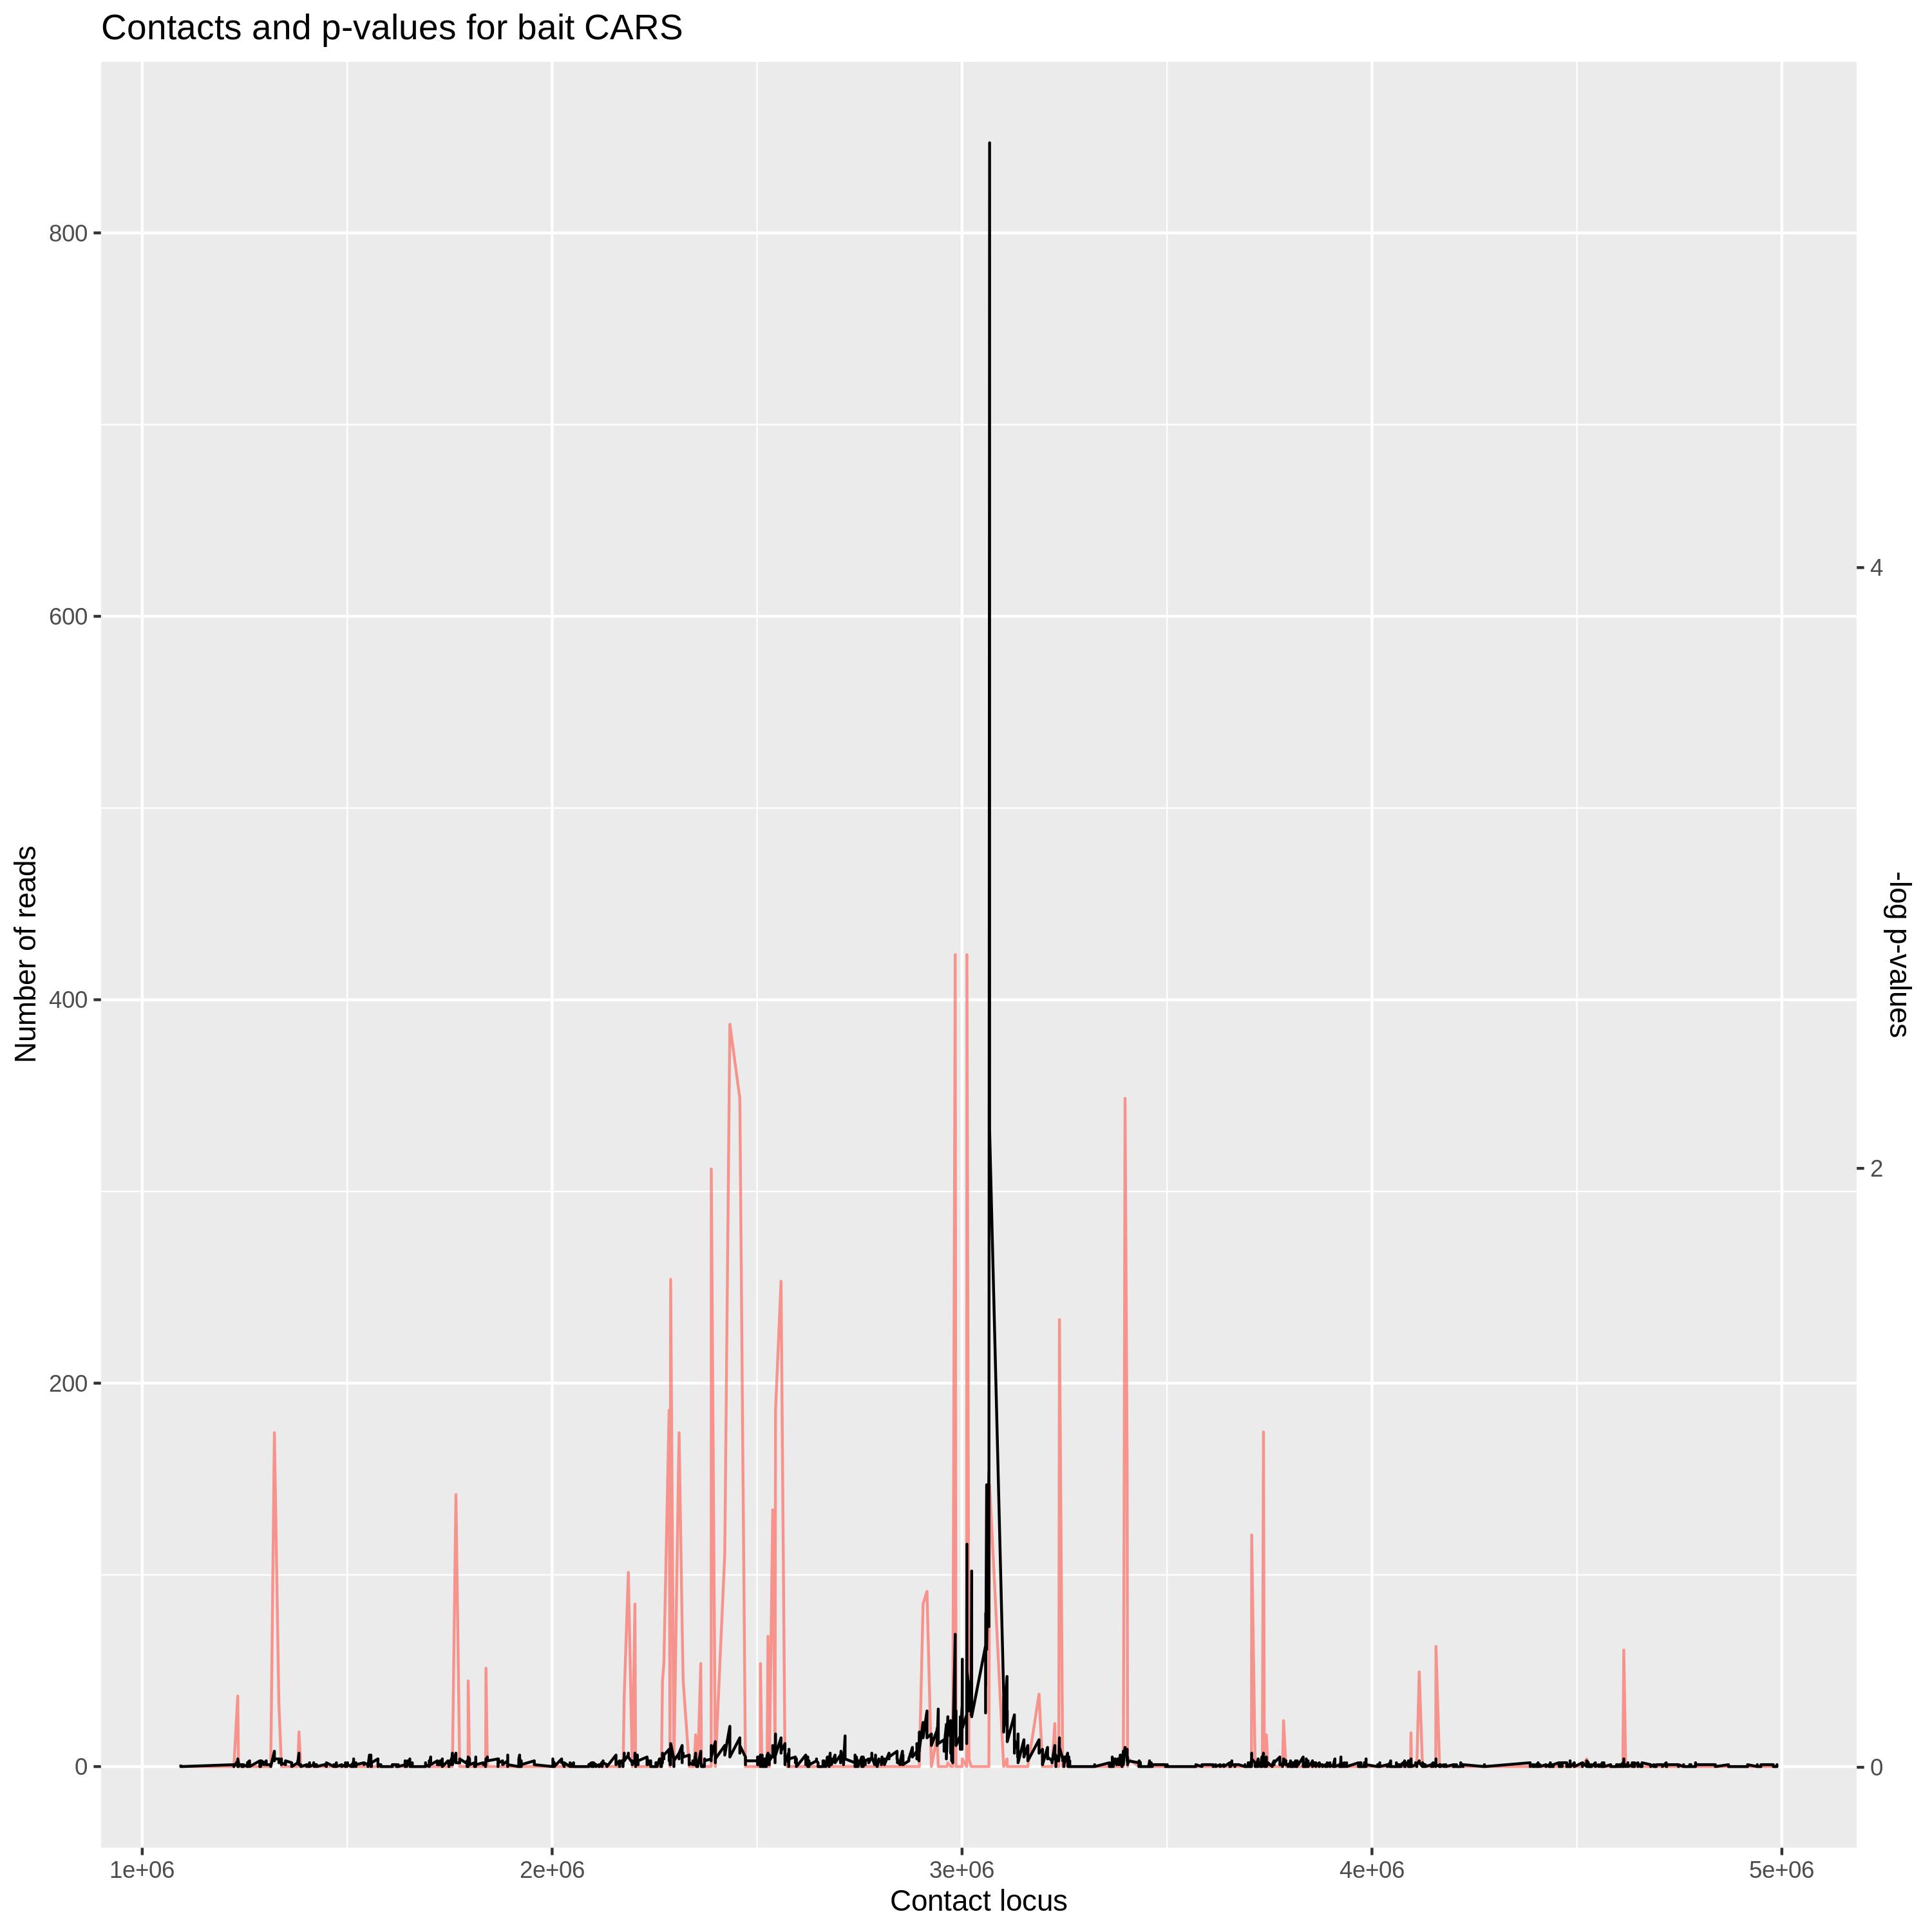 Contacts and p-values for bait CARS
Number of reads
800
600
400
200
0
4
2
0
-log p-values
1e+06
2e+06
3e+06
4e+06
5e+06
Contact locus